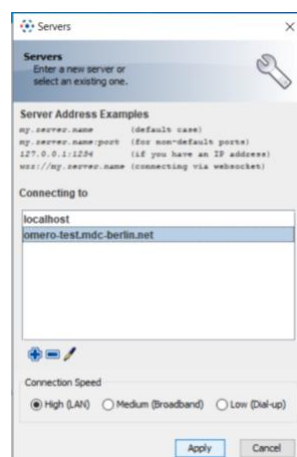 Servers
Servers
Enter a new server or
select an existing one.
Server Address Examples
my.server.name (default case)
my.server.name:port (for non-default ports)
127.0.0.1:1234 (if you have an IP address)
wss://my.server.name (connecting via websocket)
Connecting to
localhost
omero-test.mdc-berlin.net
Connection Speed
High (LAN) Medium (Broadband) Low (Dial-up)
Apply Cancel